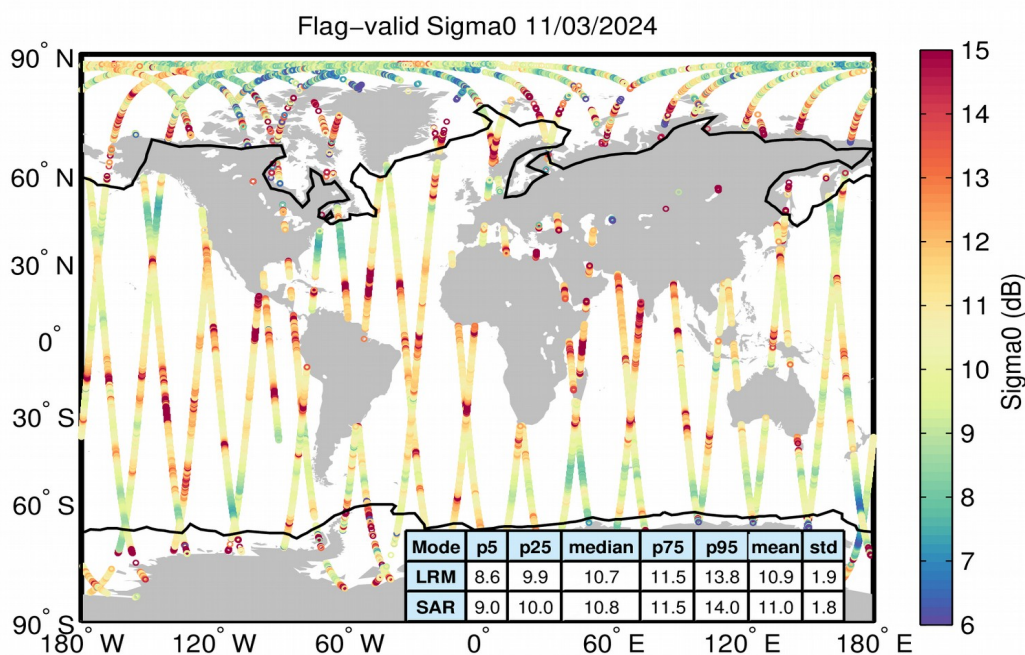 Flag−valid Sigma0 11/03/2024
90° N
60° N
30° N
0°
30° S
60° S
90° S
180° W
120° W
60° W
0°
60° E
120° E
180° E
15
14
13
12
11
10
9
8
7
6
Sigma0 (dB)
Mode p5 p25 median p75 p95 mean std
LRM 8.6 9.9 10.7 11.5 13.8 10.9 1.9
SAR 9.0 10.0 10.8 11.5 14.0 11.0 1.8